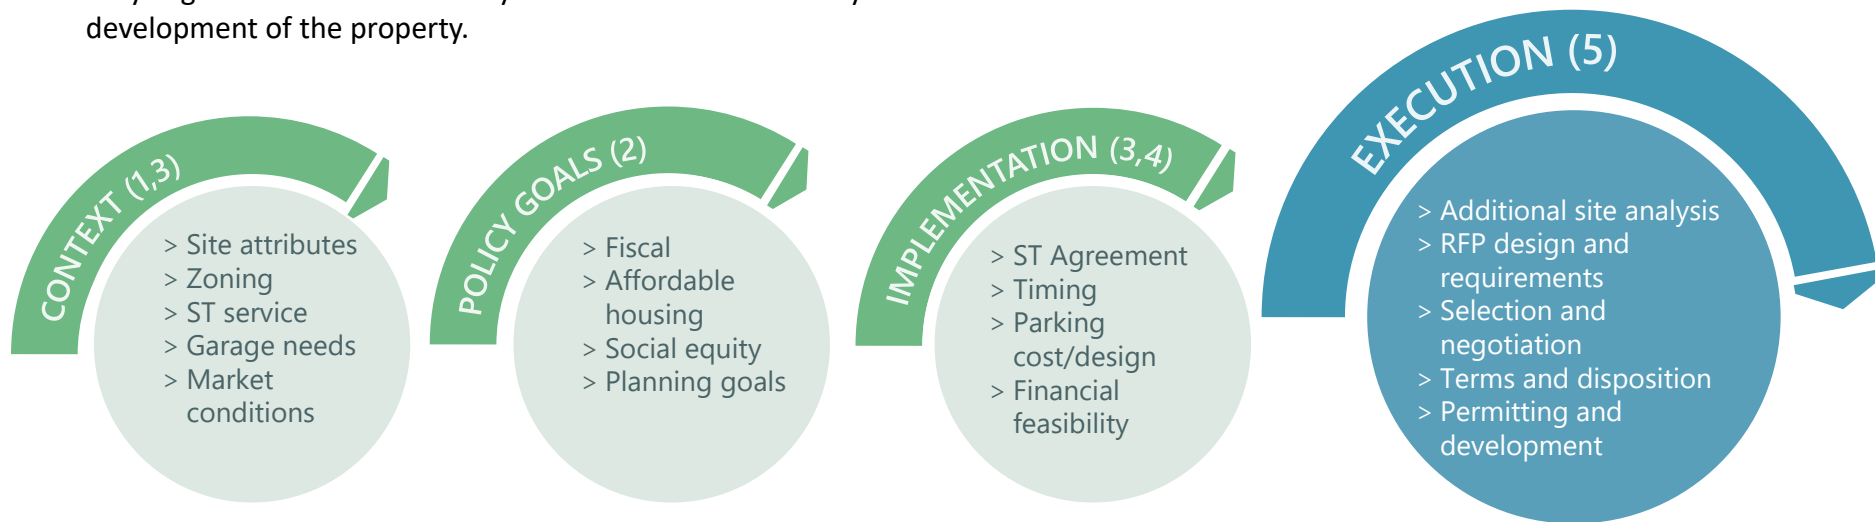 development of the property.
CONTEXT (1,3)
> Site attributes
> Zoning
> ST service
> Garage needs
> Market
conditions
POLICY GOALS (2)
> Fiscal
> Affordable
housing
> Social equity
> Planning goals
IMPLEMENTATION (3,4)
> ST Agreement
> Timing
> Parking
cost/design
> Financial
feasibility
EXECUTION (5)
> Additional site analysis
> RFP design and
requirements
> Selection and
negotiation
> Terms and disposition
> Permitting and
development